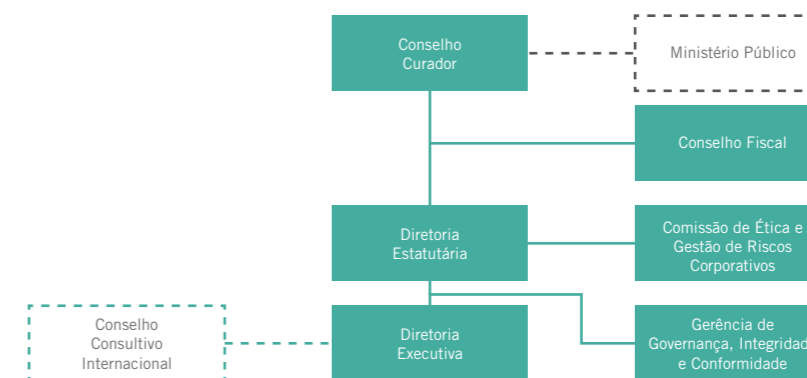 Conselho
Curador
Ministério Público
Conselho Fiscal
Diretoria
Estatutária
Comissão de Ética e
Gestão de Riscos
Corporativos
Conselho
Consultivo
Internacional
Diretoria
Executiva
Gerência de
Governança, Integridad
e Conformidade